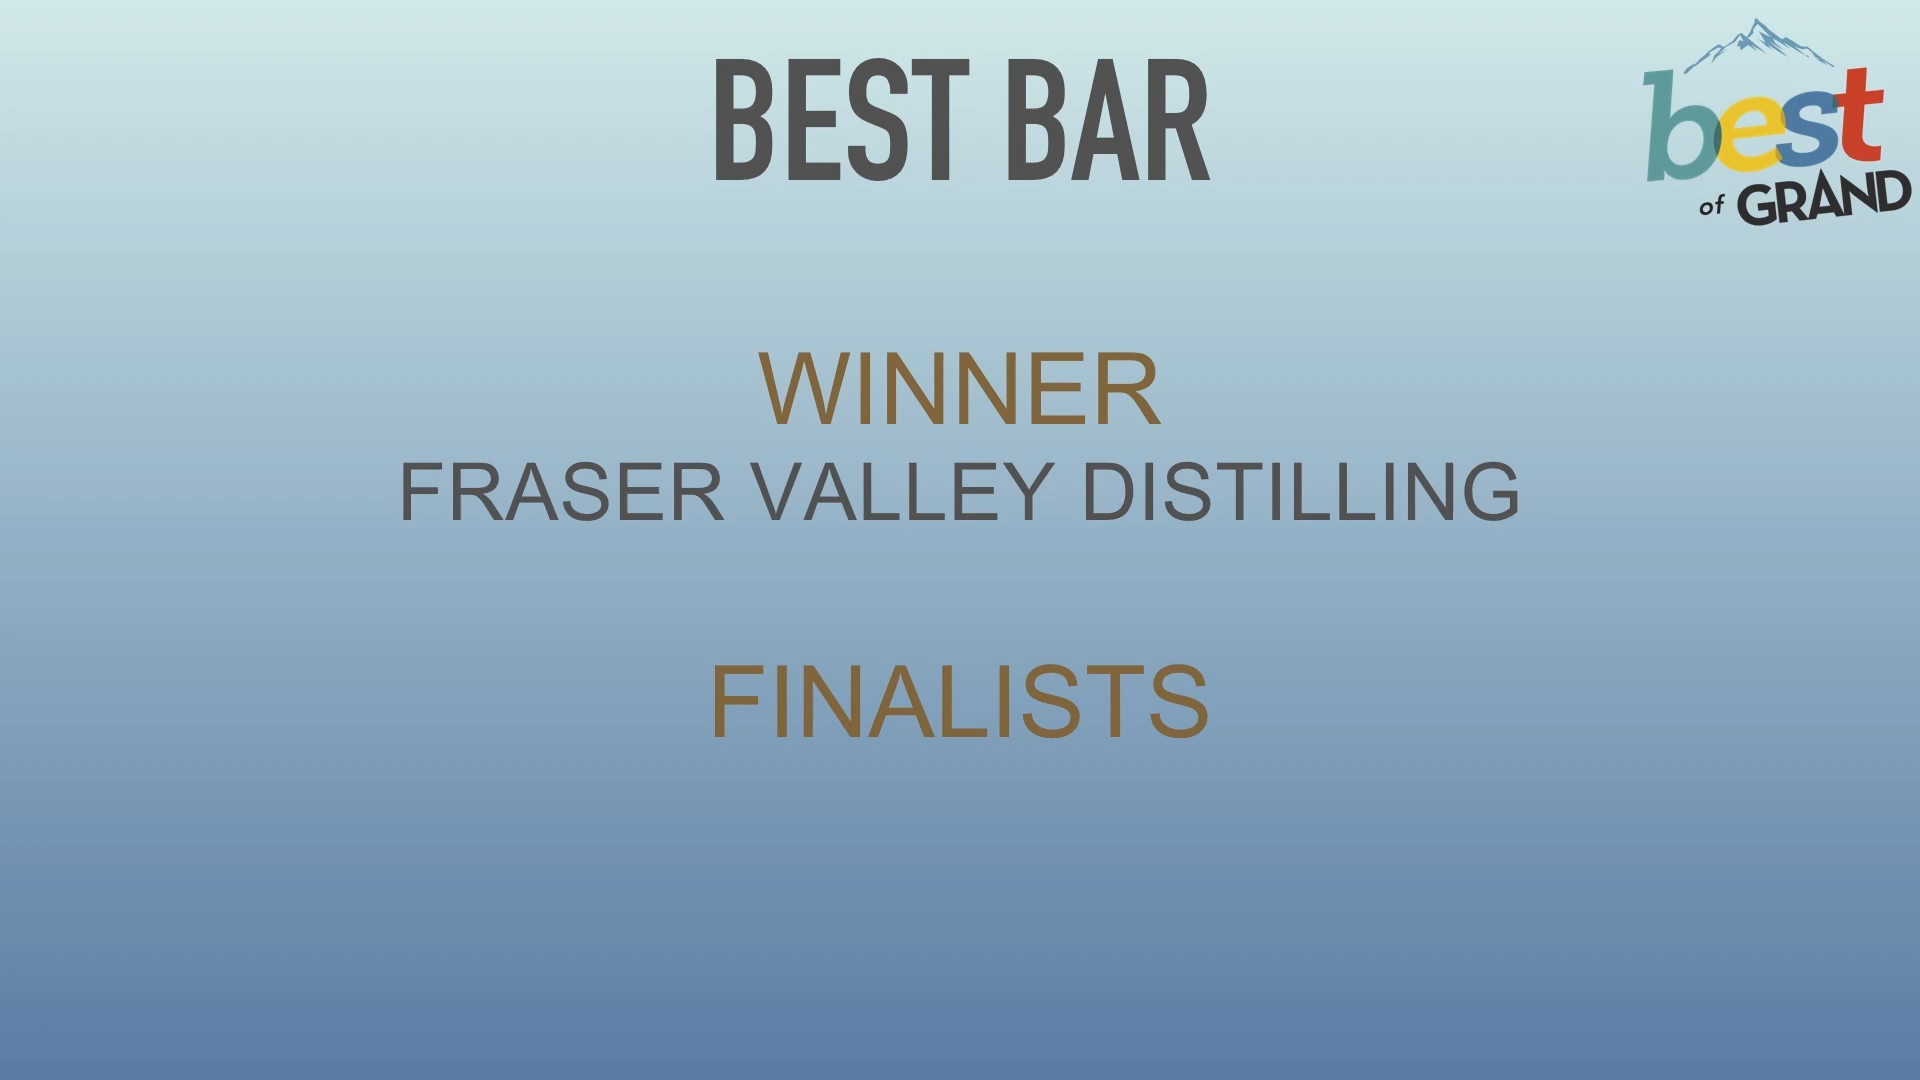 BEST BAR
best
of GRAND
WINNER
FRASER VALLEY DISTILLING
FINALISTS